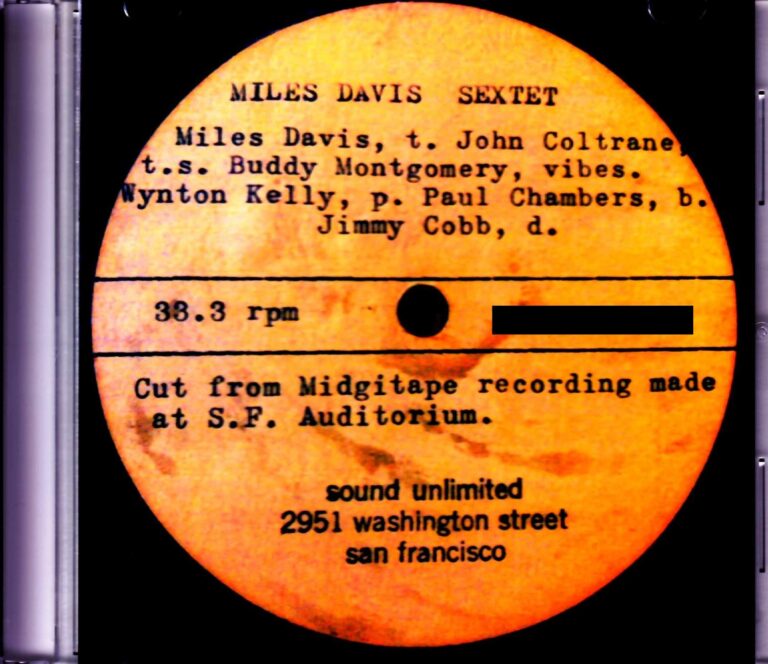 MILES DAVIS SEXTET
Miles Davis, t. John Coltrane,
t.s. Buddy Montgomery, vibes.
Wynton Kelly, p. Paul Chambers, b.
Jimmy Cobb, d.
33.3 rpm
Cut from Midgitape recording made
at S.F. Auditorium.
sound unlimited
2951 washington street
san francisco